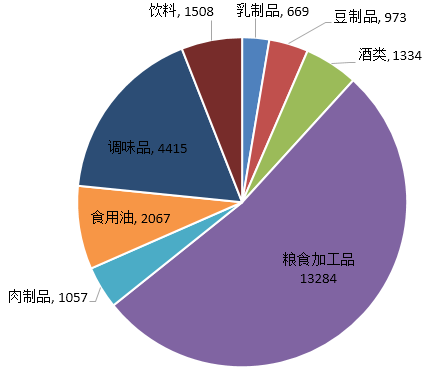 饮料, 1508
乳制品, 669
豆制品, 973
酒类, 1334
调味品, 4415
食用油, 2067
粮食加工品
13284
肉制品, 1057